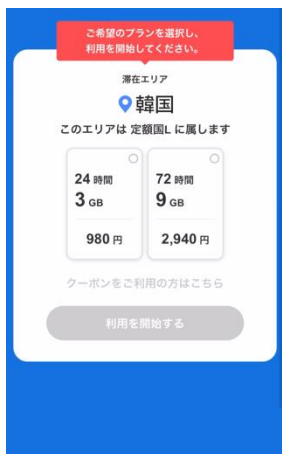 ご希望のプランを選択し、
利用を開始してください。
滞在エリア
韓国
このエリアは 定額国L に属します
24 時間
3 GB
980 円
72 時間
9 GB
2,940 円
クーポンをご利用の方はこちら
利用を開始する